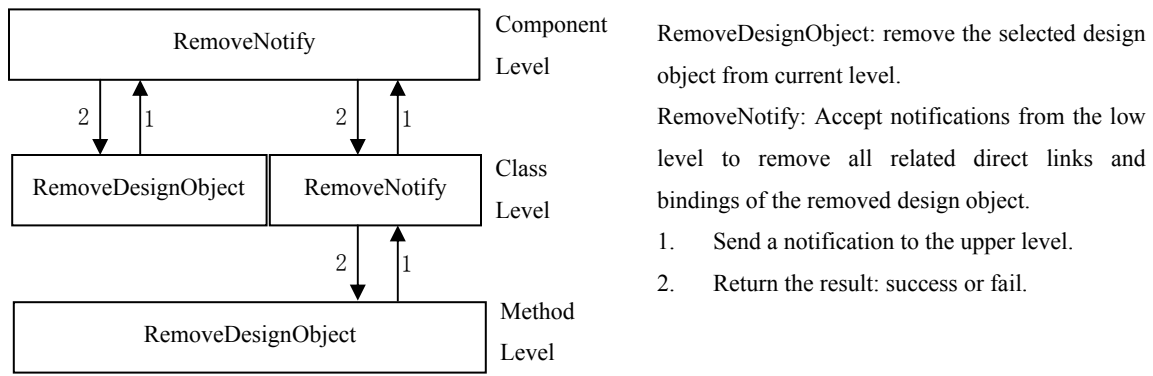 RemoveNotify
Component
Level
2
1
2
1
RemoveDesignObject
RemoveNotify
Class
Level
2
1
RemoveDesignObject
Method
Level
RemoveDesignObject: remove the selected design
object from current level.
RemoveNotify: Accept notifications from the low
level to remove all related direct links and
bindings of the removed design object.
1. Send a notification to the upper level.
2. Return the result: success or fail.